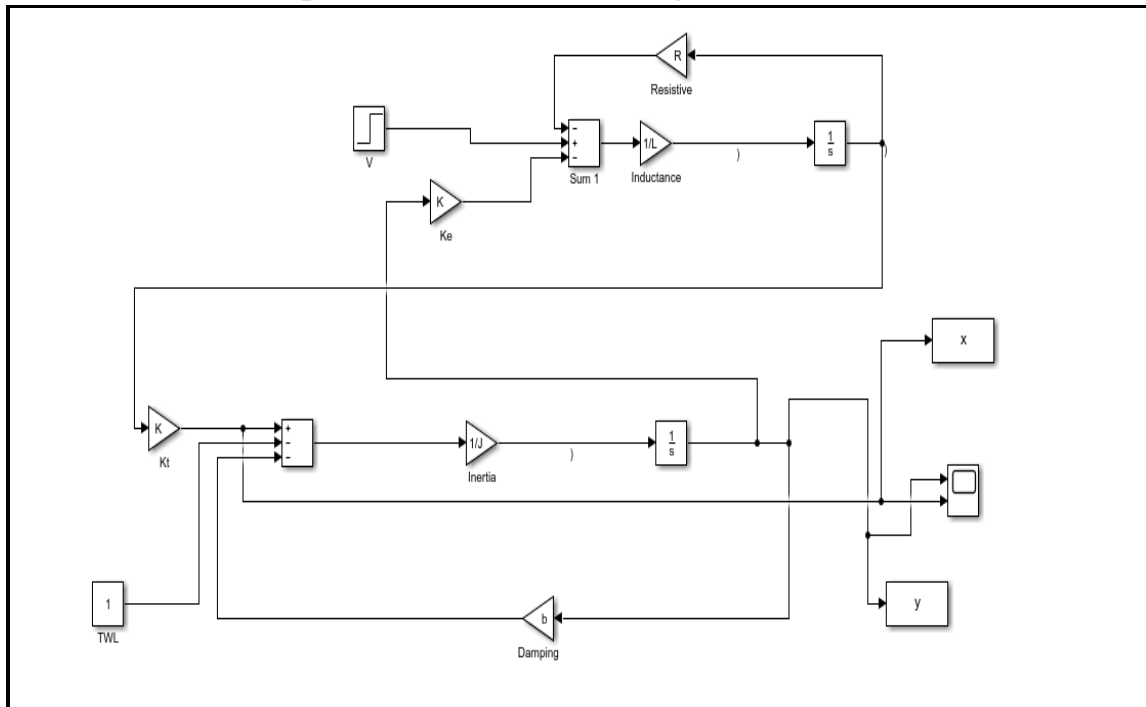 R
Resistive
V
−
+
−
Sum 1
1/L
Inductance
)
1
s
)
K
Ke
x
K
Kt
+
−
−
1/J
Inertia
)
1
s
1
TWL
b
Damping
y